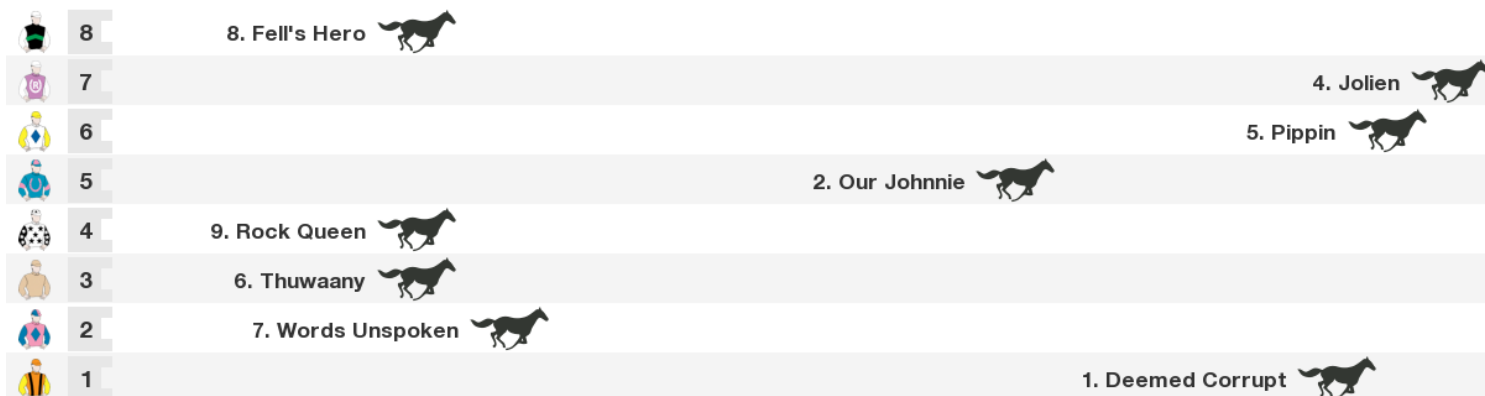 8 8. Fell's Hero
7 4. Jolien
6 5. Pippin
5 2. Our Johnnie
4 9. Rock Queen
3 6. Thuwaany
2 7. Words Unspoken
1 1. Deemed Corrupt